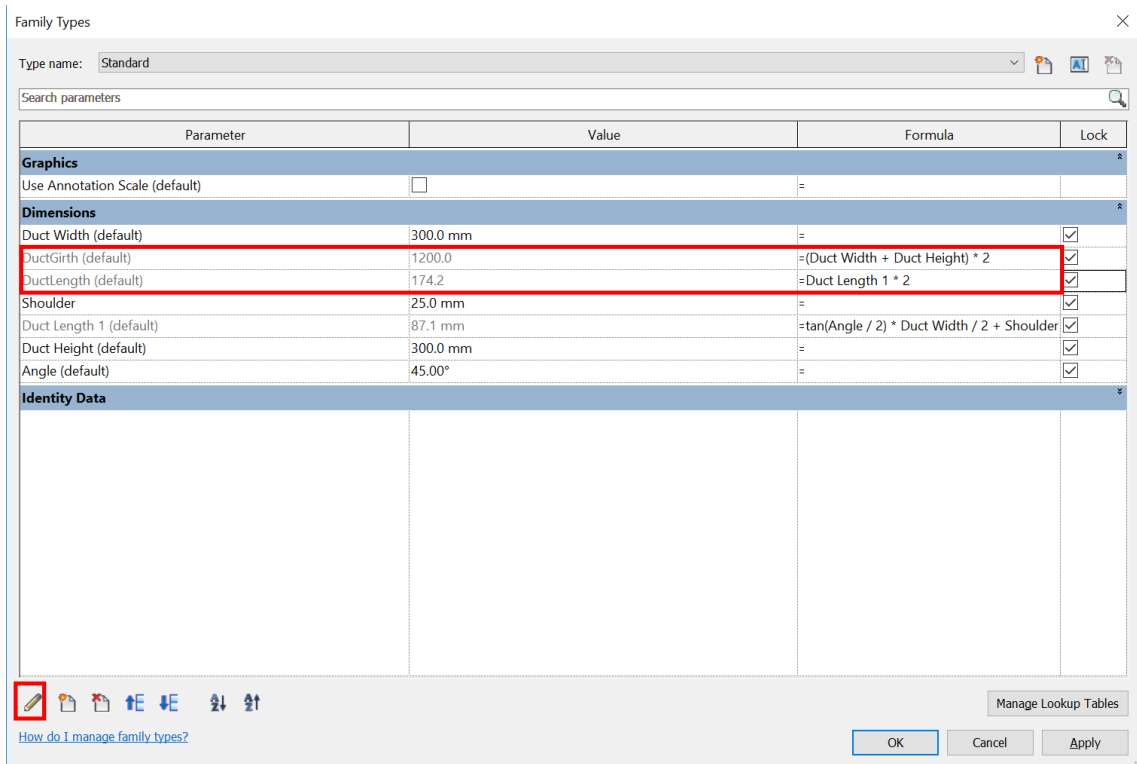 Family Types
Type name: Standard
Search parameters
Parameter Value Formula Lock
Graphics
Use Annotation Scale (default) =
Dimensions
Duct Width (default) 300.0 mm =
DuctGirth (default) 1200.0 =(Duct Width + Duct Height) * 2
DuctLength (default) 174.2 =Duct Length 1 * 2
Shoulder 25.0 mm =
Duct Length 1 (default) 87.1 mm =tan(Angle / 2) * Duct Width / 2 + Shoulder
Duct Height (default) 300.0 mm =
Angle (default) 45.00° =
Identity Data
Manage Lookup Tables
How do I manage family types?
OK Cancel Apply